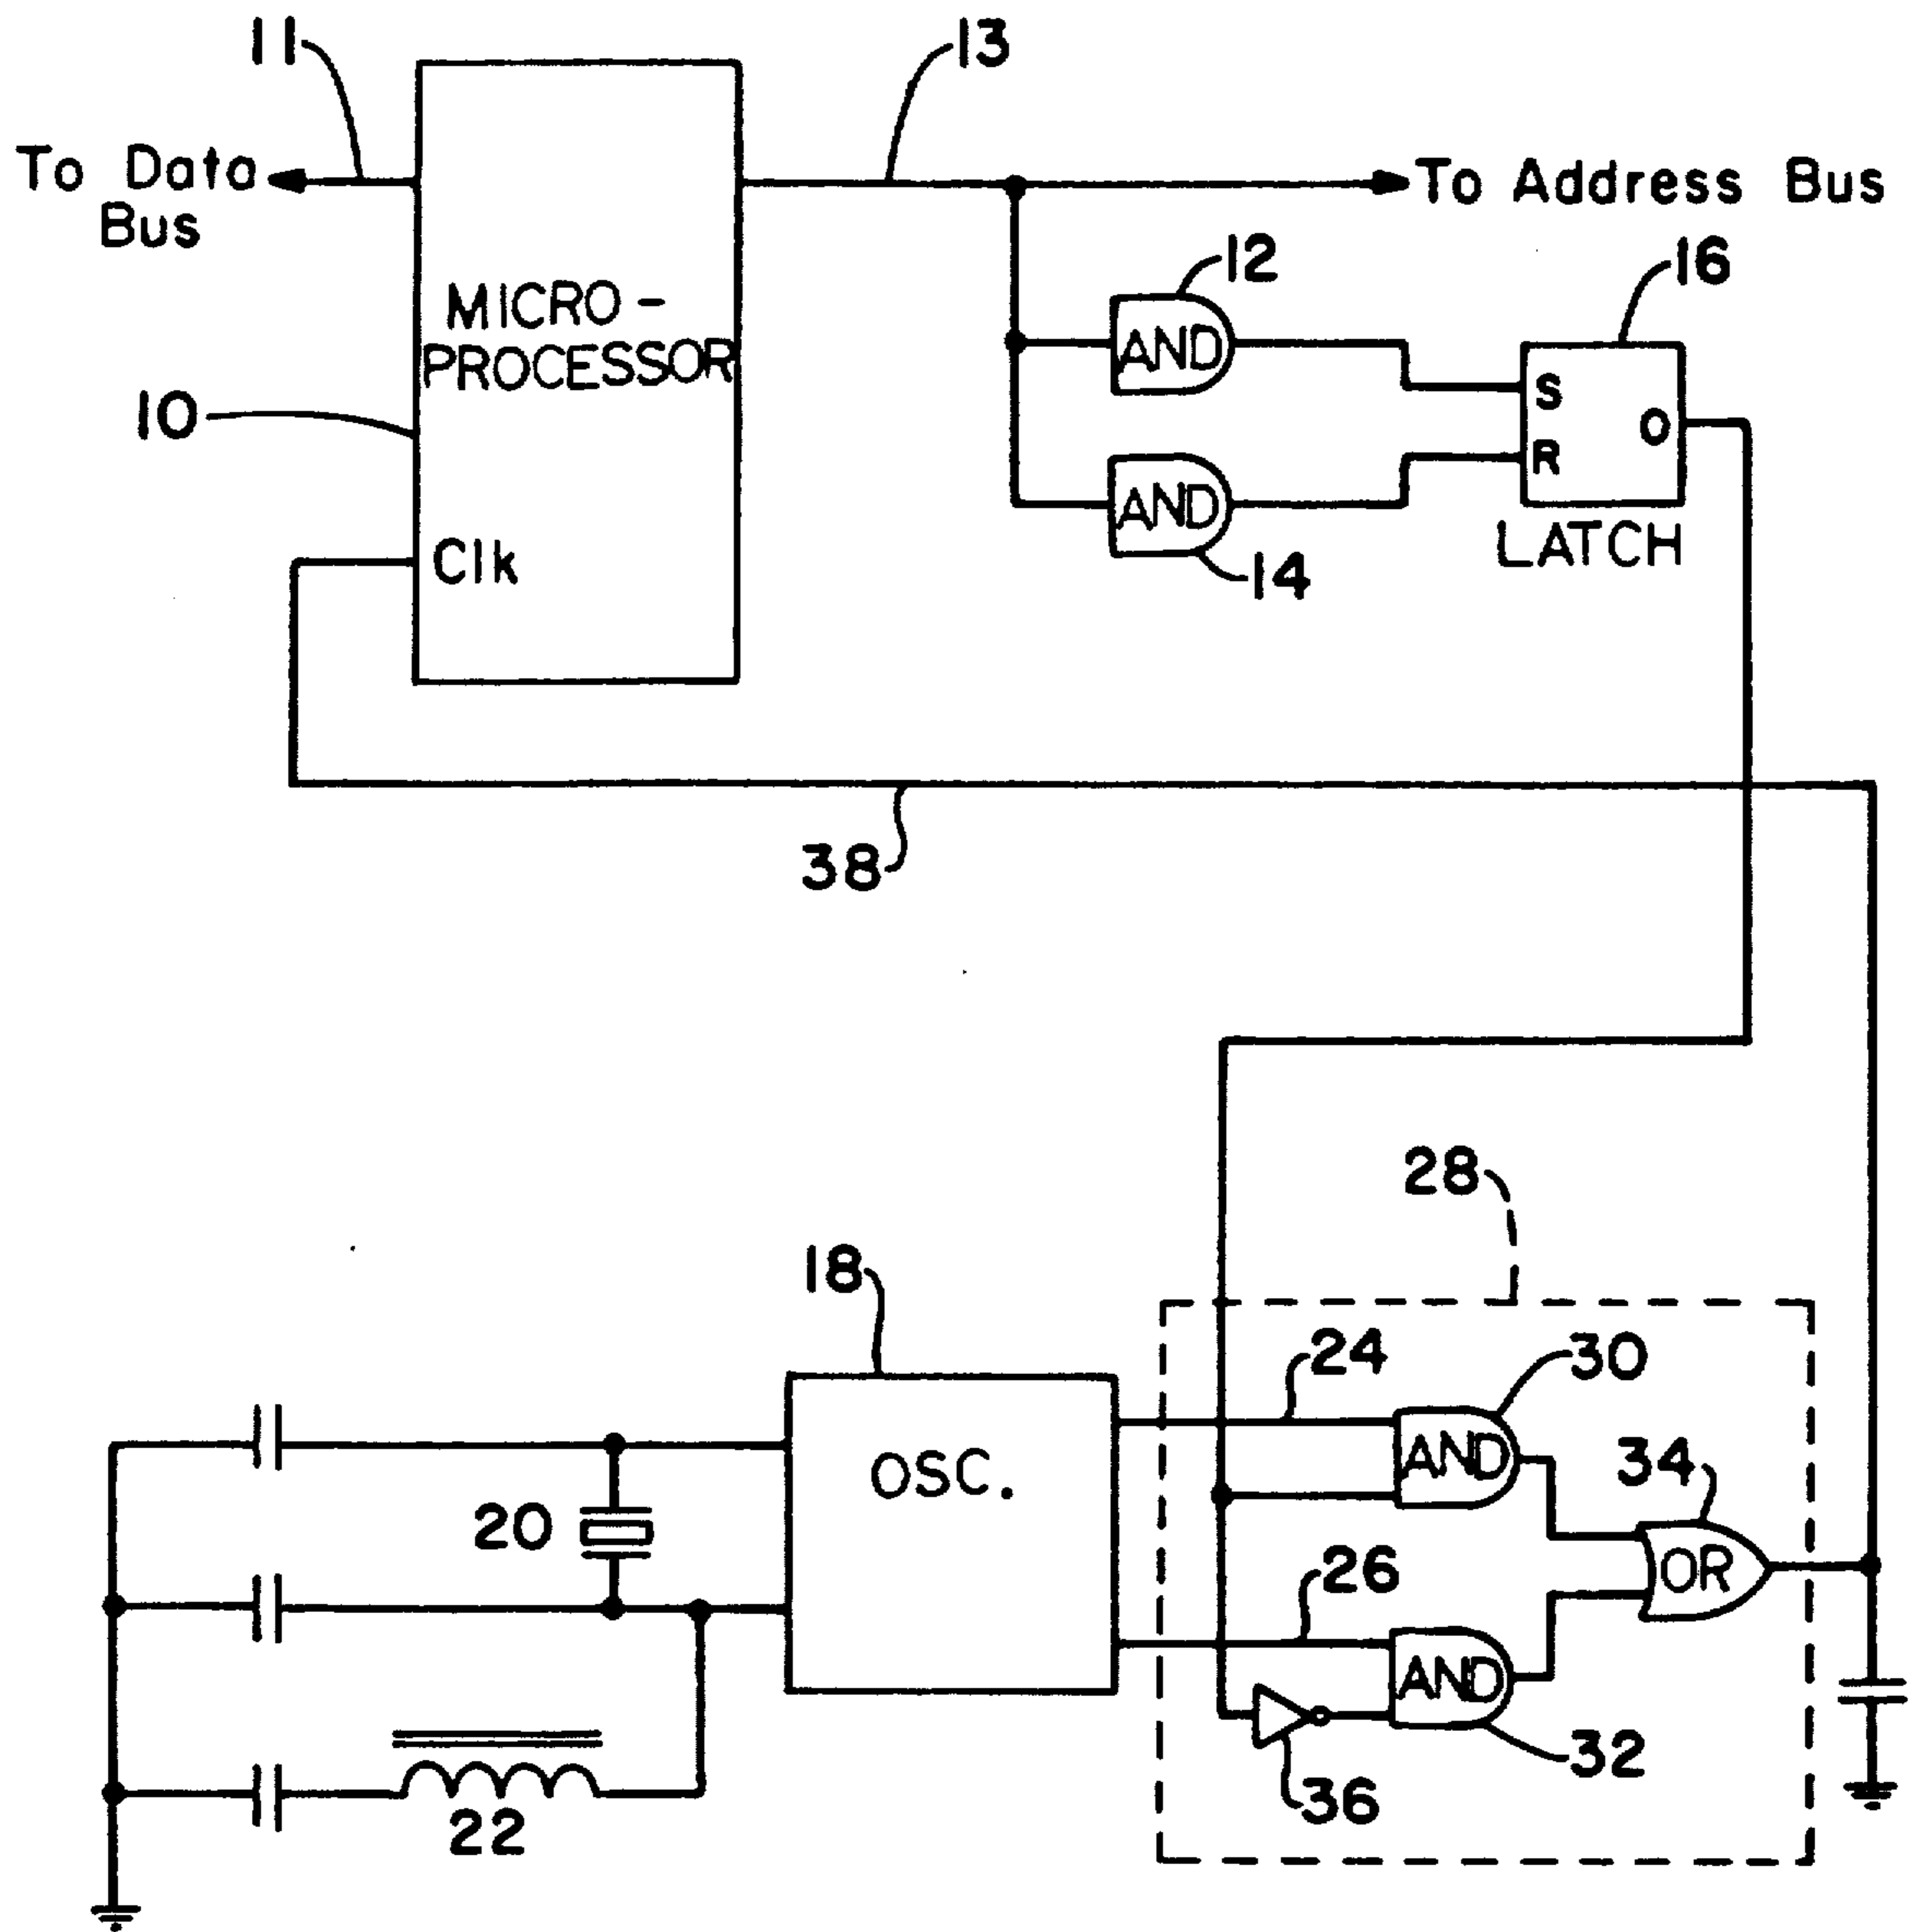 11
13
To Data
Bus
To Address Bus
MICRO-
PROCESSOR
10
Clk
12
AND
16
S
O
R
AND
LATCH
14
38
28
18
24
30
AND
OSC.
34
20
26
OR
AND
36
32
22